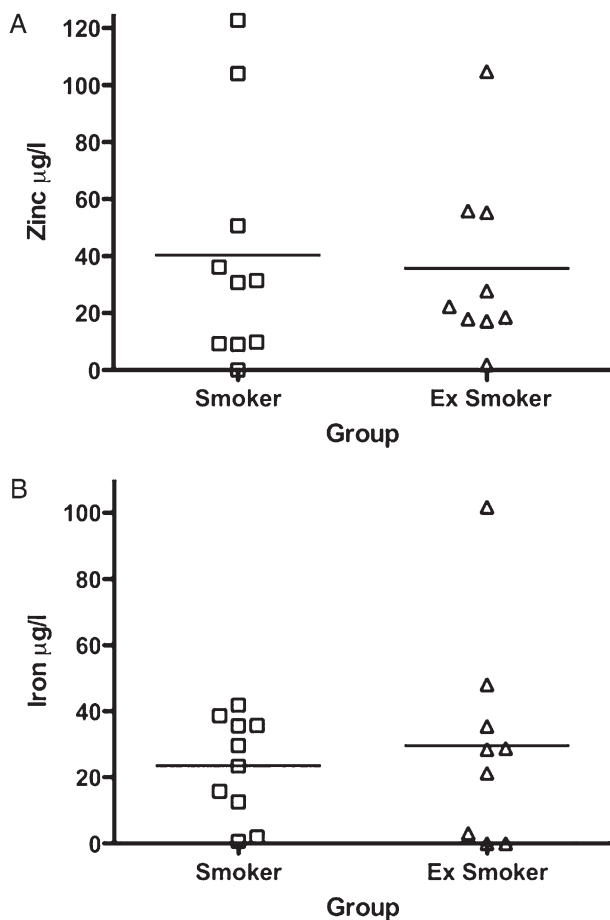 A
Zinc µg/l
120
100
80
60
40
20
0
Smoker
Ex Smoker
Group
B
Iron µg/l
100
80
60
40
20
0
Smoker
Ex Smoker
Group